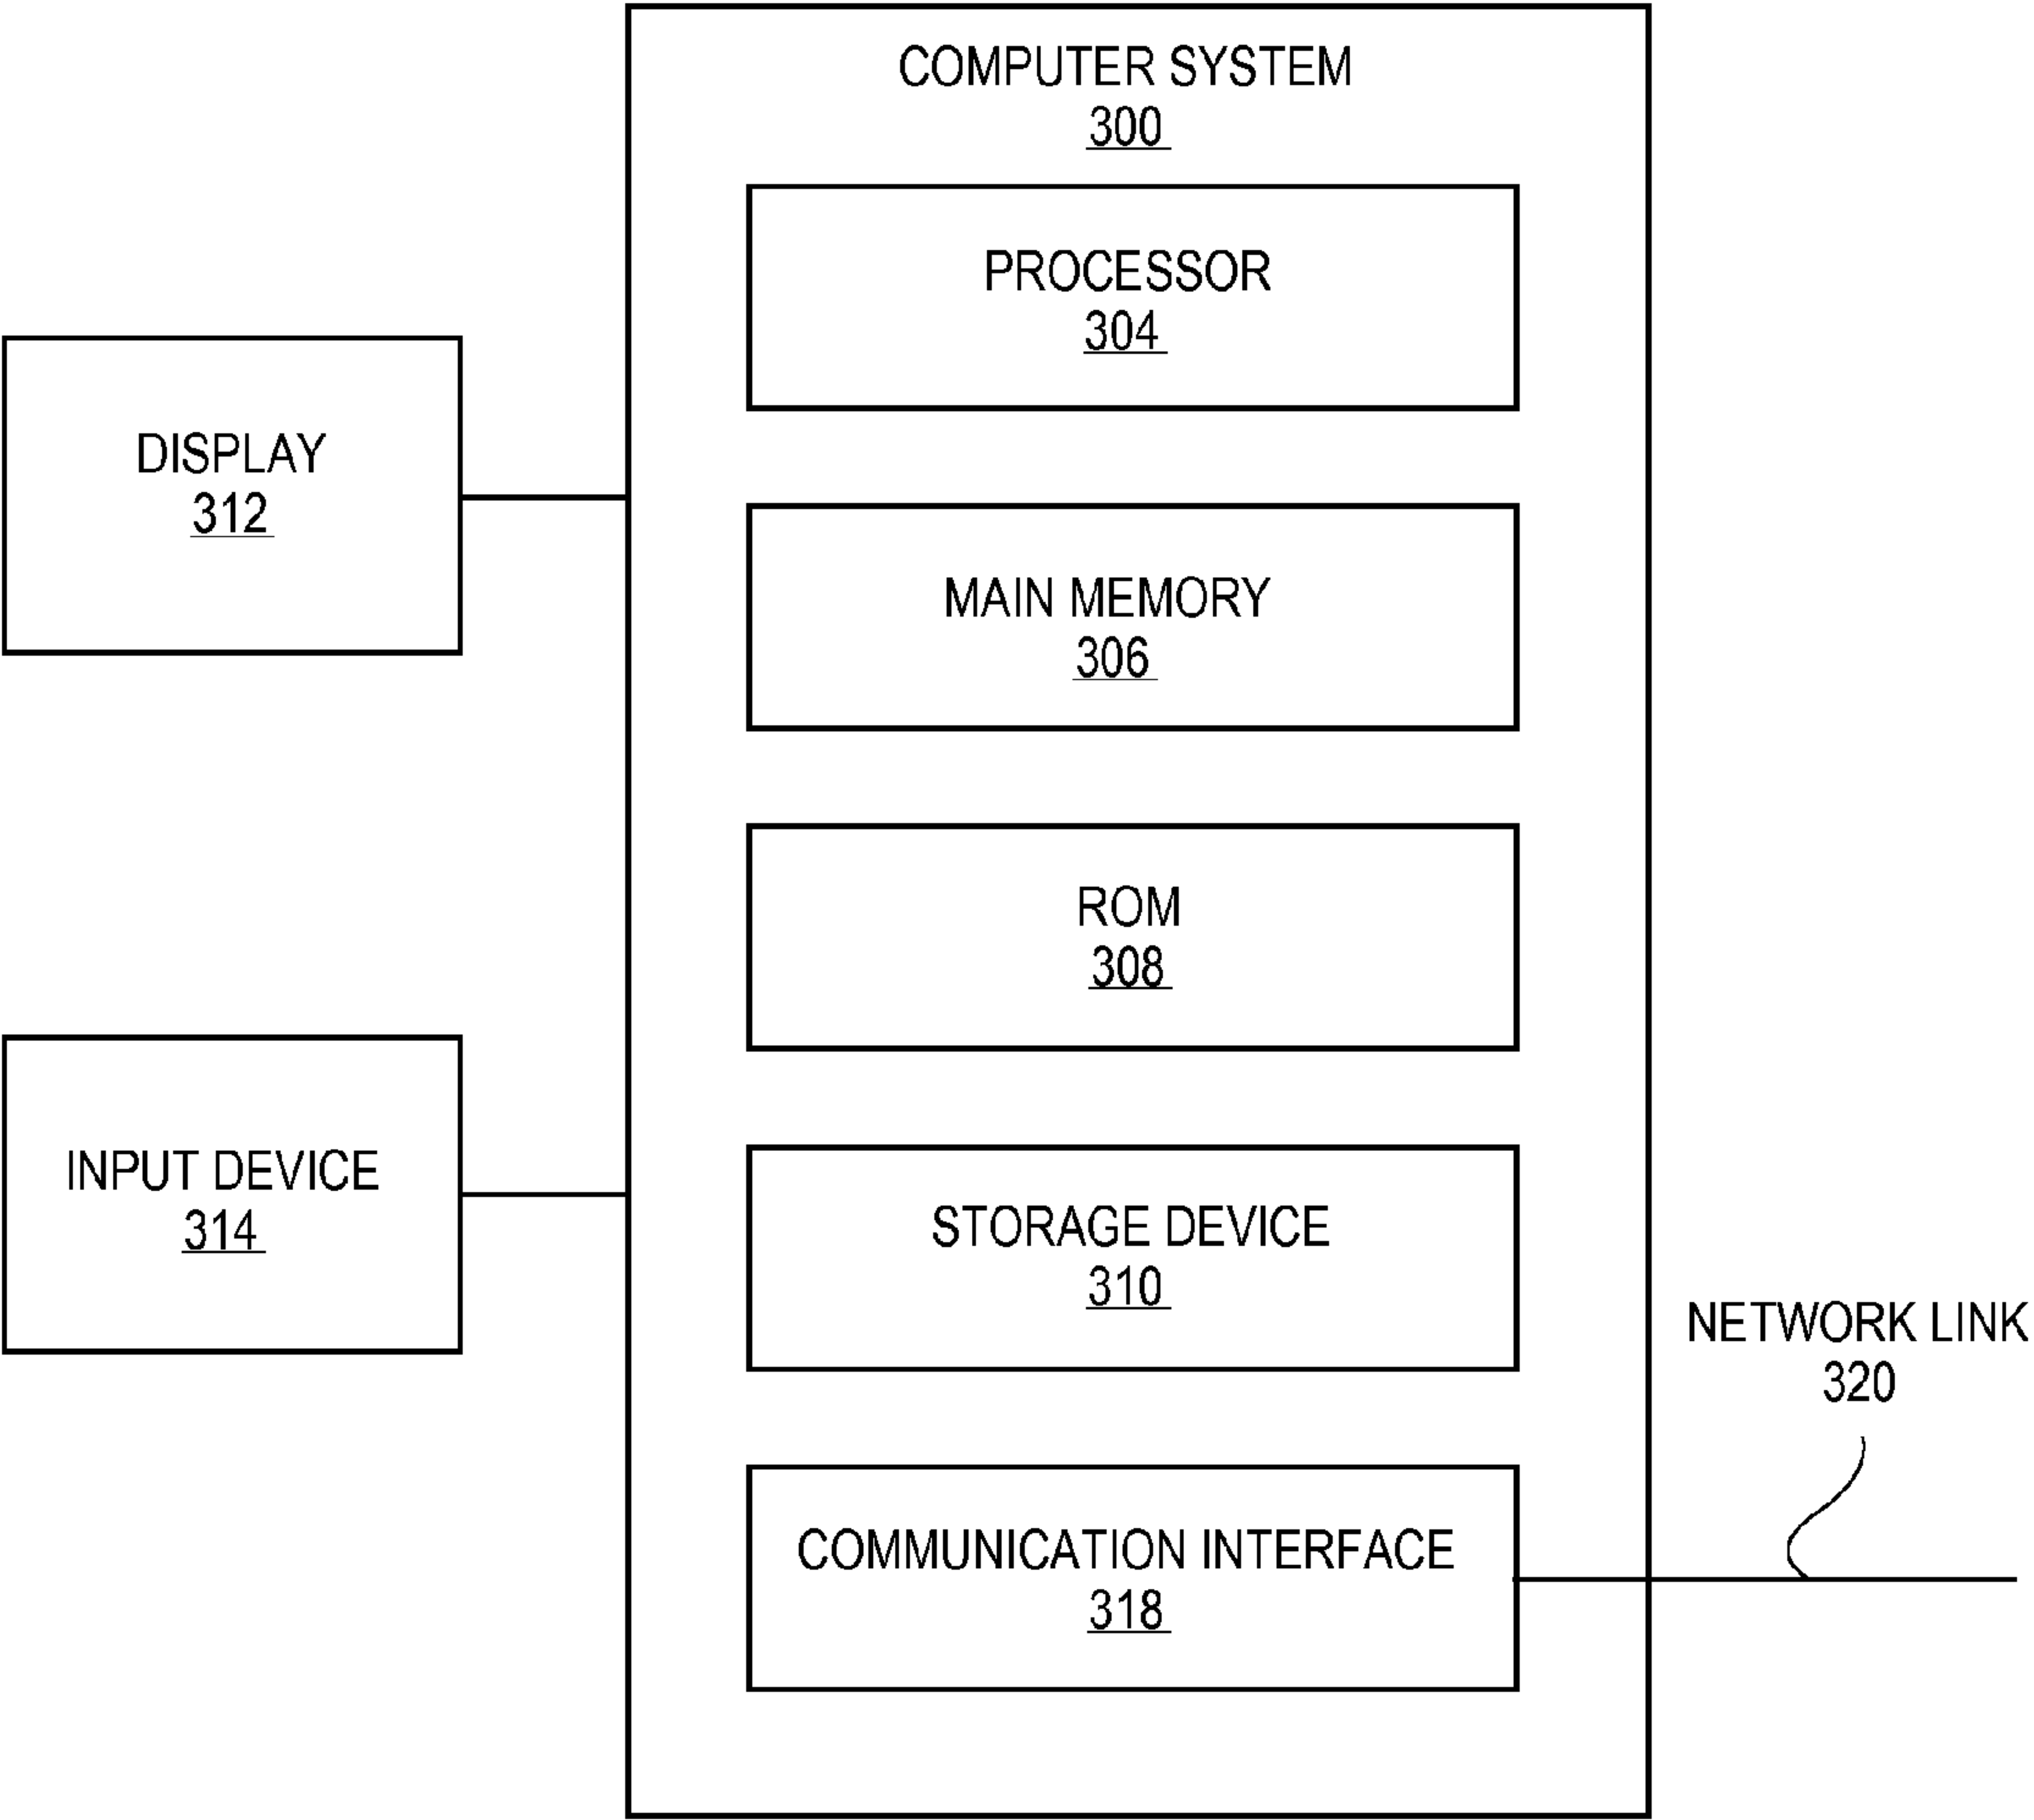 COMPUTER SYSTEM
300
PROCESSOR
304
DISPLAY
312
MAIN MEMORY
306
ROM
308
INPUT DEVICE
314
STORAGE DEVICE
310
NETWORK LINK
320
COMMUNICATION INTERFACE
318